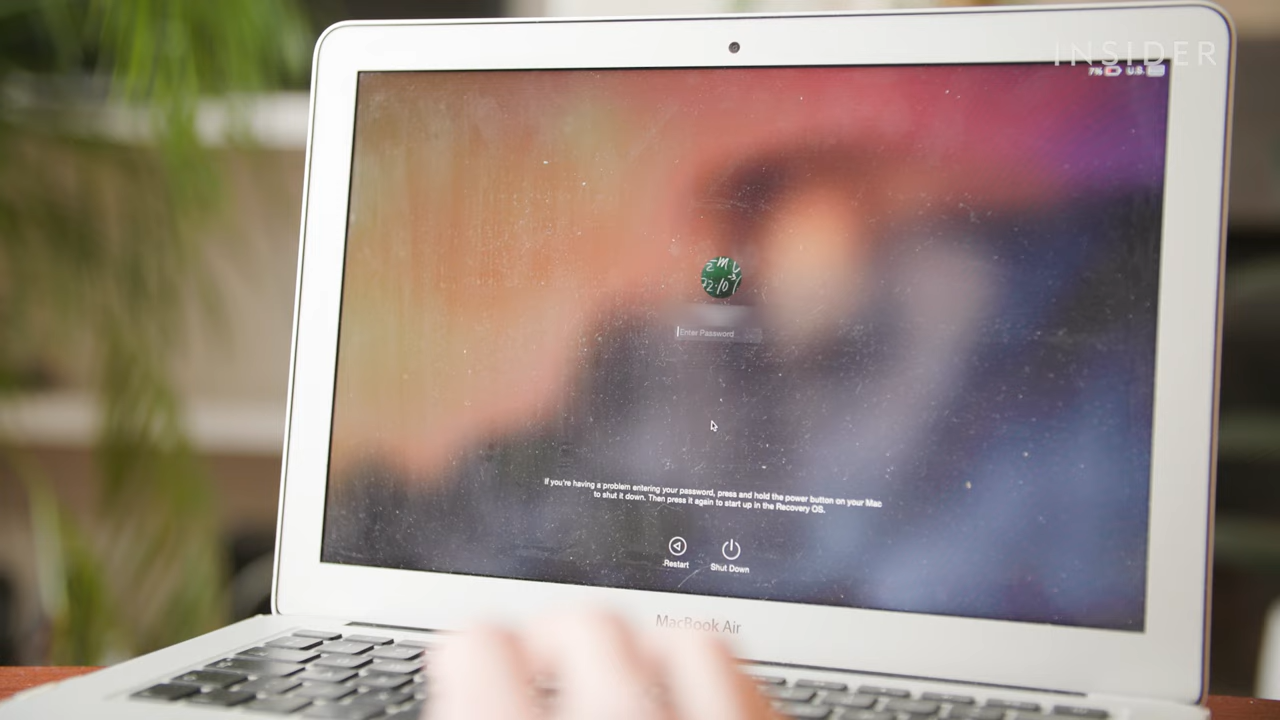 INSIDER
7% U.S.
Enter Password
If you're having a problem entering your password, press and hold the power button on your Mac
to shut it down. Then press it again to start up in the Recovery OS.
Restart
Shut Down
MacBook Air